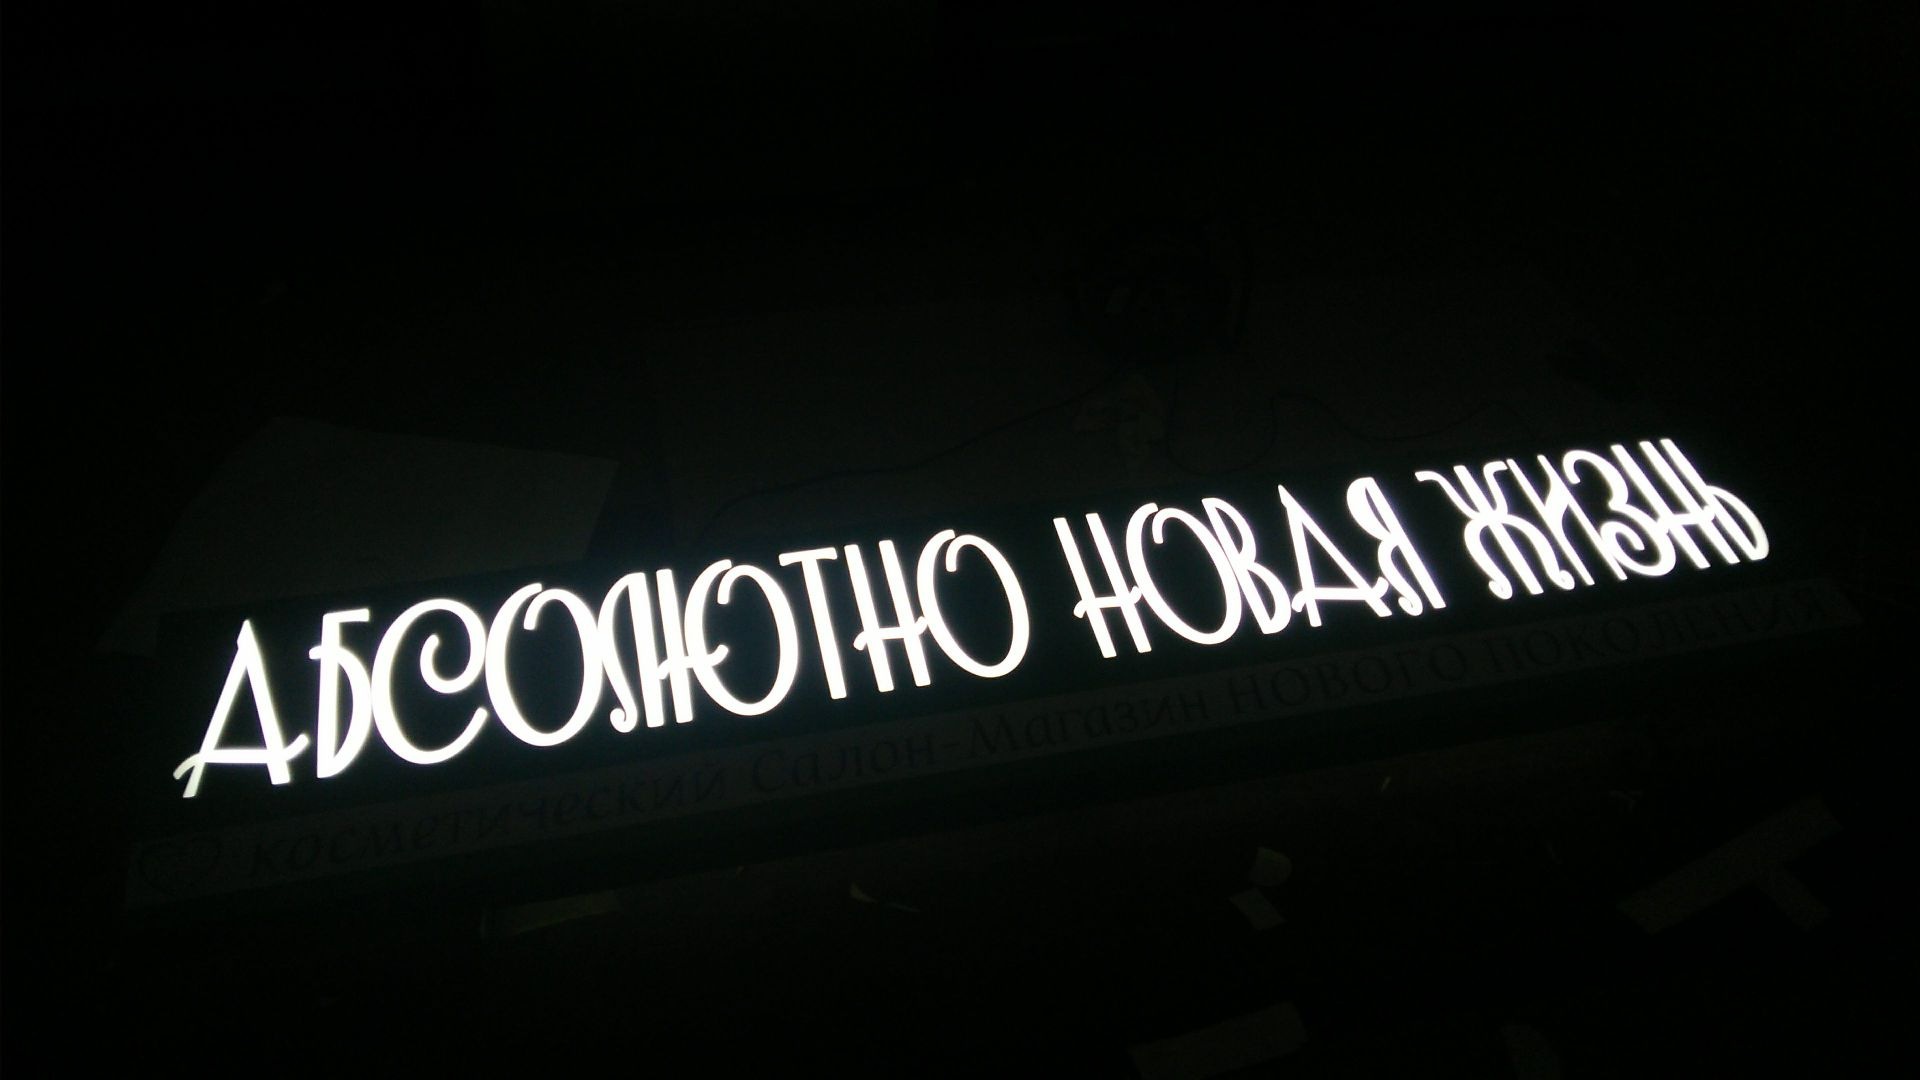 АБСОЛЮТНО НОВАЯ ЖИЗНЬ
Косметический Салон-Магазин НОВОГО ПОКОЛЕНИЯ